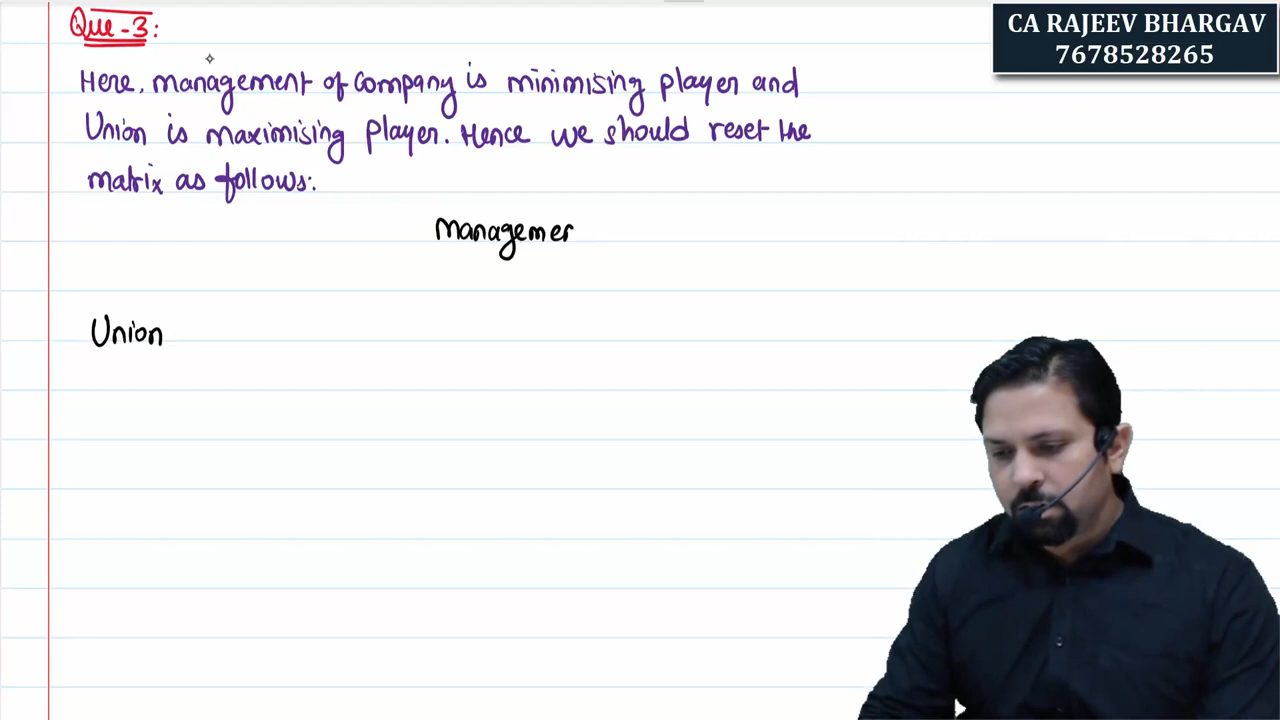 Que-3:
CA RAJEEV BHARGAV
7678528265
Here, management of company is minimising player and
Union is maximising Player. Hence we should reset the
matrix as follows:
Managemer
Union